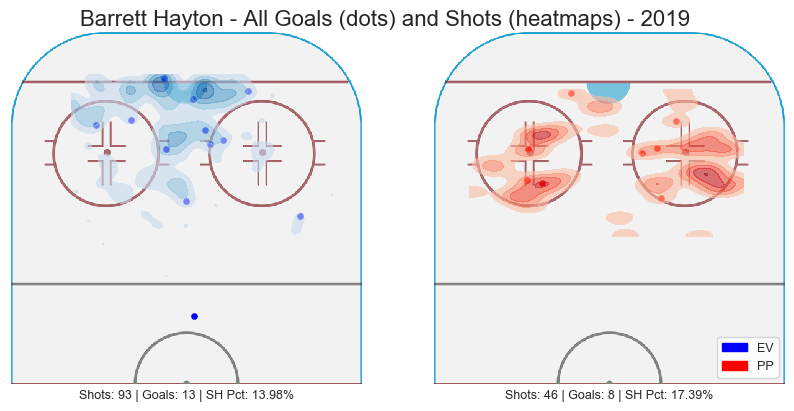 Barrett Hayton - All Goals (dots) and Shots (heatmaps) - 2019
EV
PP
Shots: 93 | Goals: 13 | SH Pct: 13.98%
Shots: 46 | Goals: 8 | SH Pct: 17.39%